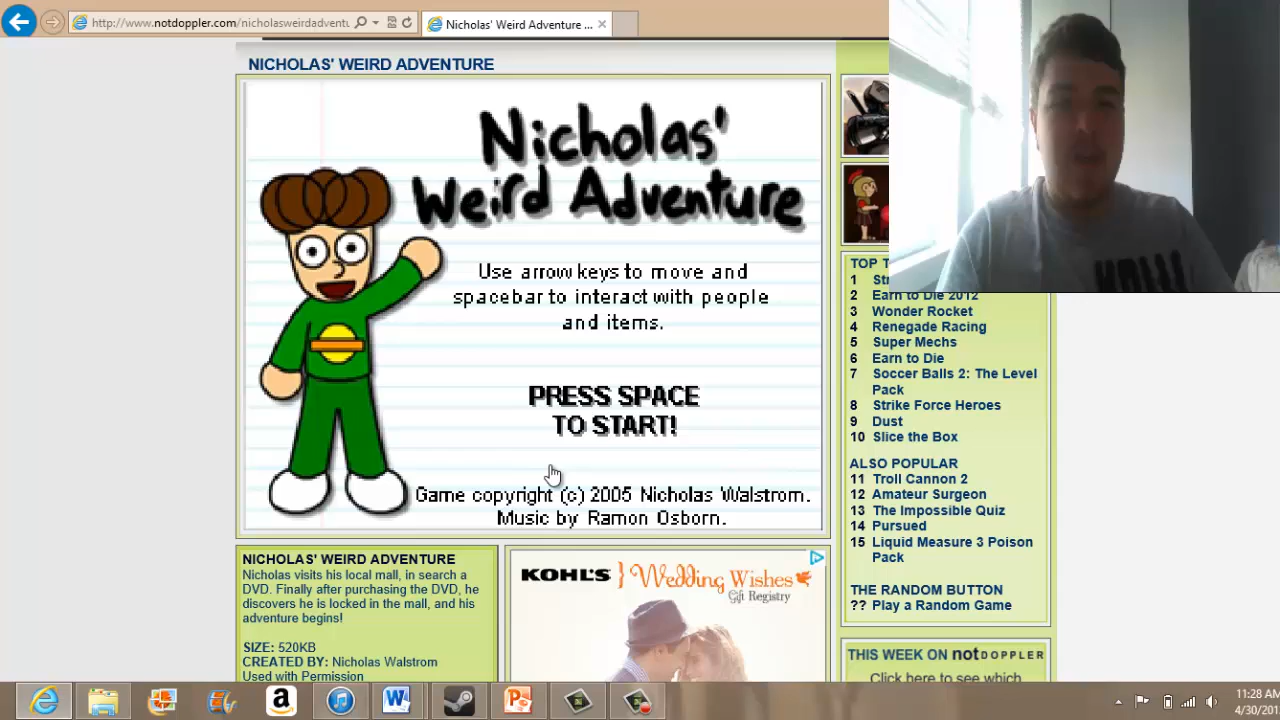 http://www.notdoppler.com/nicholasweirdadventu
Nicholas' Weird Adventure ...
NICHOLAS' WEIRD ADVENTURE
Nicholas'
Weird Adventure
Use arrow keys to move and
spacebar to interact with people
and items.
PRESS SPACE
TO START!
Game copyright (c) 2005 Nicholas Walstrom.
Music by Ramon Osborn.
NICHOLAS' WEIRD ADVENTURE
Nicholas visits his local mall, in search a
DVD. Finally after purchasing the DVD, he
discovers he is locked in the mall, and his
adventure begins!
SIZE: 520KB
CREATED BY: Nicholas Walstrom
Used with Permission
KOHL'S Wedding Wishes
Gift Registry
TOP T
1 St
2 Earn to Die 2012
3 Wonder Rocket
4 Renegade Racing
5 Super Mechs
6 Earn to Die
7 Soccer Balls 2: The Level
Pack
8 Strike Force Heroes
9 Dust
10 Slice the Box
ALSO POPULAR
11 Troll Cannon 2
12 Amateur Surgeon
13 The Impossible Quiz
14 Pursued
15 Liquid Measure 3 Poison
Pack
THE RANDOM BUTTON
?? Play a Random Game
THIS WEEK ON notDOPPLER
Click here to see which
11:28 AM
4/30/201